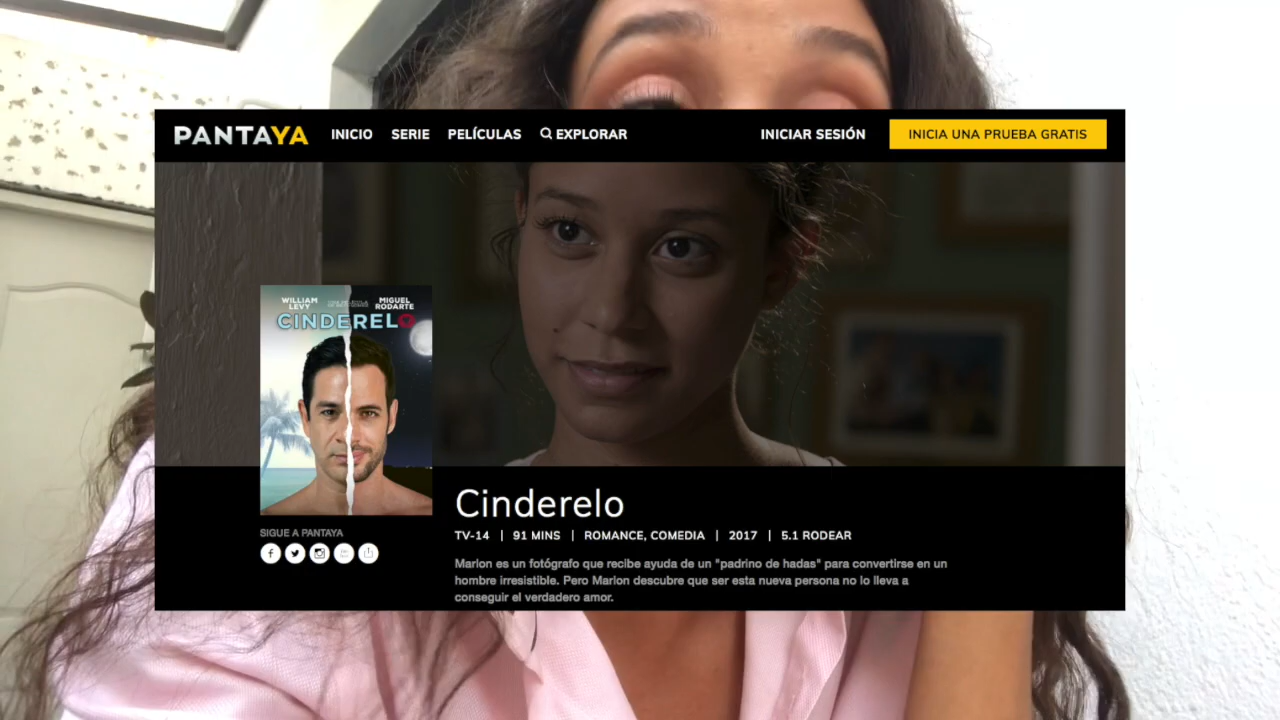 PANTAYA
INICIO SERIE PELÍCULAS EXPLORAR INICIAR SESIÓN INICIA UNA PRUEBA GRATIS
WILLIAM LEVY
MIGUEL RODARTE
CINDERELO
SIGUE A PANTAYA
Cinderelo
TV-14 | 91 MINS | ROMANCE, COMEDIA | 2017 | 5.1 RODEAR
Marlon es un fotógrafo que recibe ayuda de un "padrino de hadas" para convertirse en un
hombre irresistible. Pero Marlon descubre que ser esta nueva persona no lo lleva a
conseguir el verdadero amor.